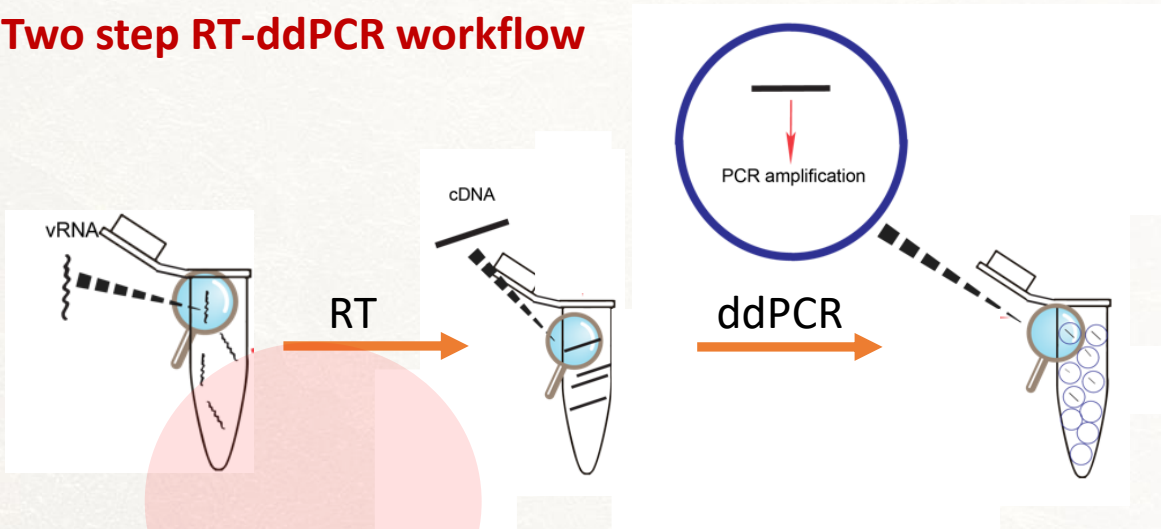 Two step RT-ddPCR workflow
vRNA
RT
cDNA
ddPCR
PCR amplification